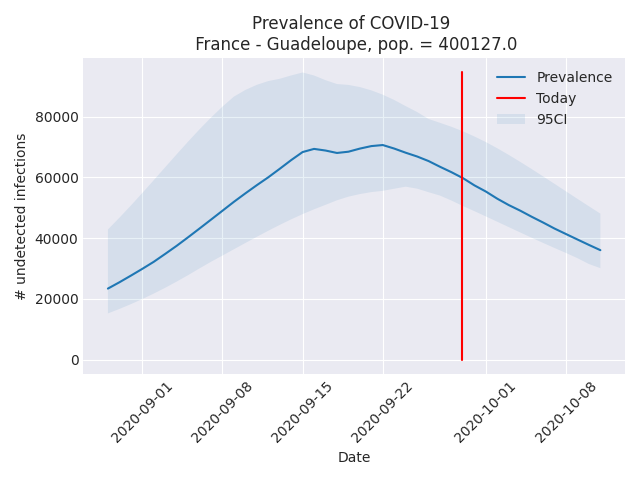 Prevalence of COVID-19
France - Guadeloupe, pop. = 400127.0
Prevalence
Today
95CI
# undetected infections
80000
60000
40000
20000
0
2020-09-01
2020-09-08
2020-09-15
2020-09-22
2020-10-01
2020-10-08
Date